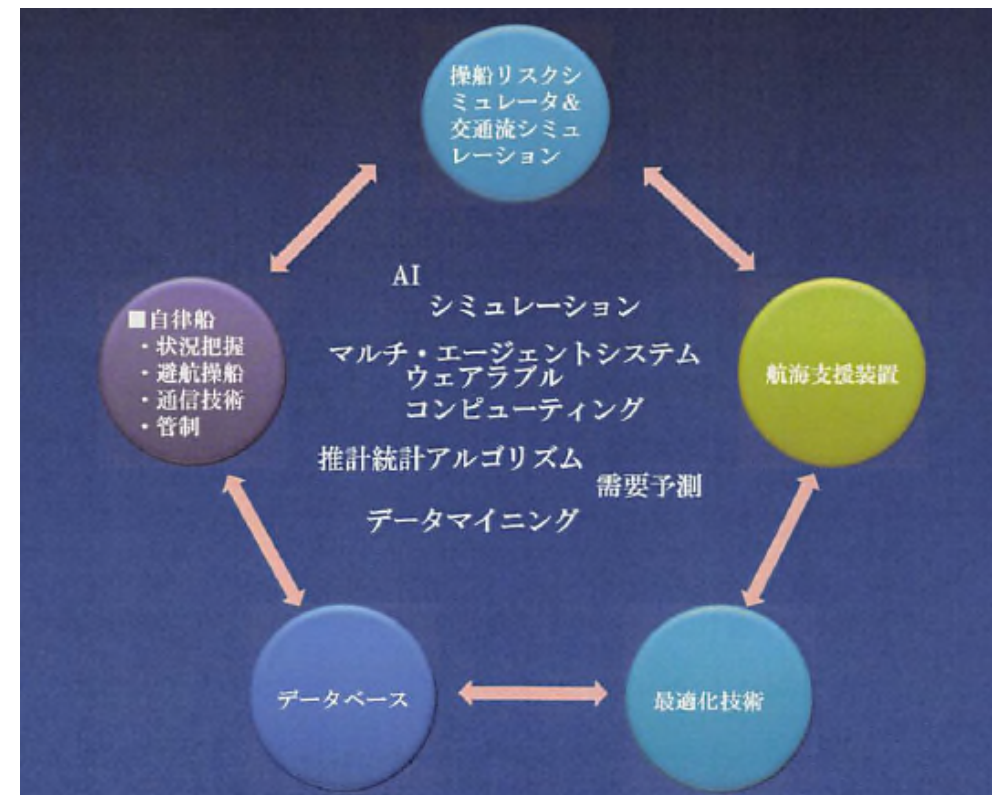 操船リスクシ
ミュレータ&
交通流シミュ
レーション
■自律船
・状況把握
・避航操船
・通信技術
・管制
AI
シミュレーション
マルチ・エージェントシステム
ウェアラブル
コンピューティング
推計統計アルゴリズム
需要予測
データマイニング
航海支援装置
データベース
最適化技術